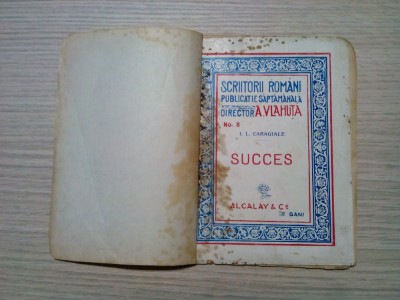 SCRIITORII ROMÂNI
PUBLICAȚIE SĂPTĂMÂNALĂ
DIRECTOR A. VLAHUȚĂ
No. 8
I. L. CARAGIALE
SUCCES
ALCALAY & Co
BANI